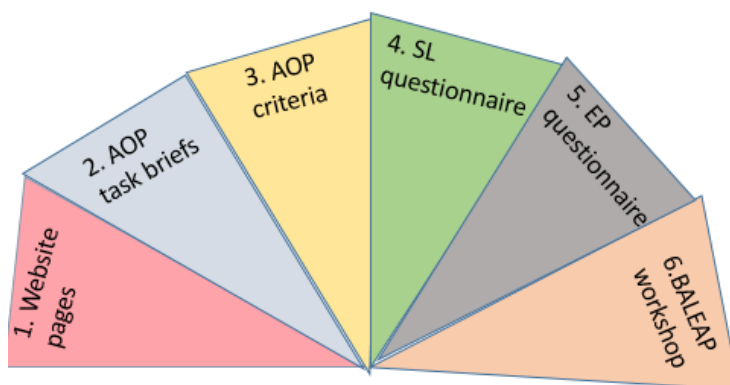 1. Website
pages
2. AOP
task briefs
3. AOP
criteria
4. SL
questionnaire
5. EP
questionnaire
6.BALEAP
workshop